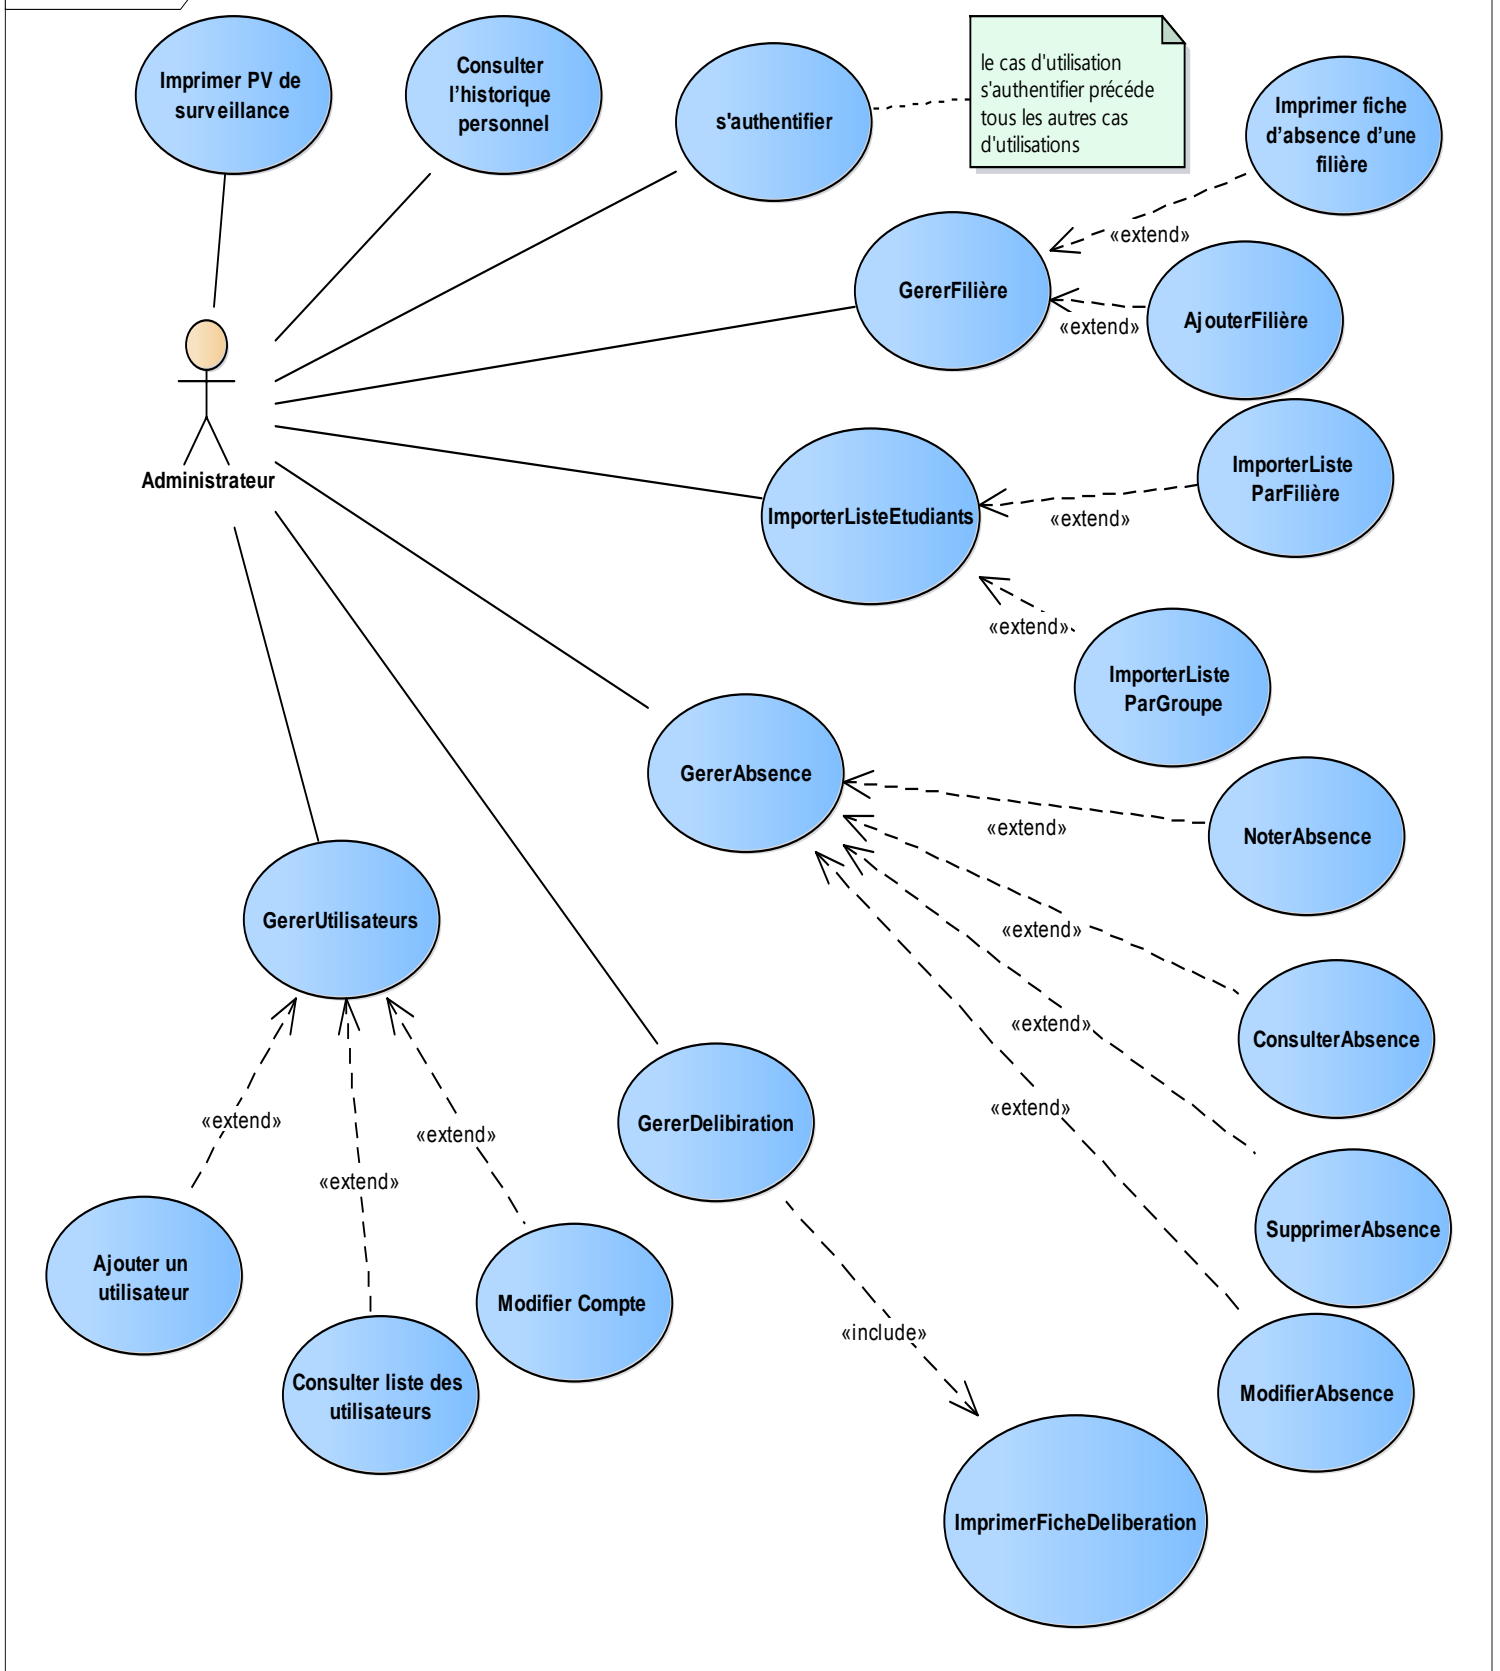 Imprimer PV de
surveillance
Consulter
l’historique
personnel
s'authentifier
le cas d'utilisation
s'authentifier précéde
tous les autres cas
d'utilisations
Imprimer fiche
d’absence d’une
filière
«extend»
GererFilière
«extend»
AjouterFilière
Administrateur
ImporterListe
ParFilière
ImporterListeEtudiants
«extend»
«extend»
ImporterListe
ParGroupe
GererAbsence
«extend»
NoterAbsence
GererUtilisateurs
«extend»
«extend»
ConsulterAbsence
«extend»
«extend»
«extend»
GererDelibiration
«extend»
SupprimerAbsence
Ajouter un
utilisateur
Modifier Compte
«include»
Consulter liste des
utilisateurs
ModifierAbsence
ImprimerFicheDeliberation